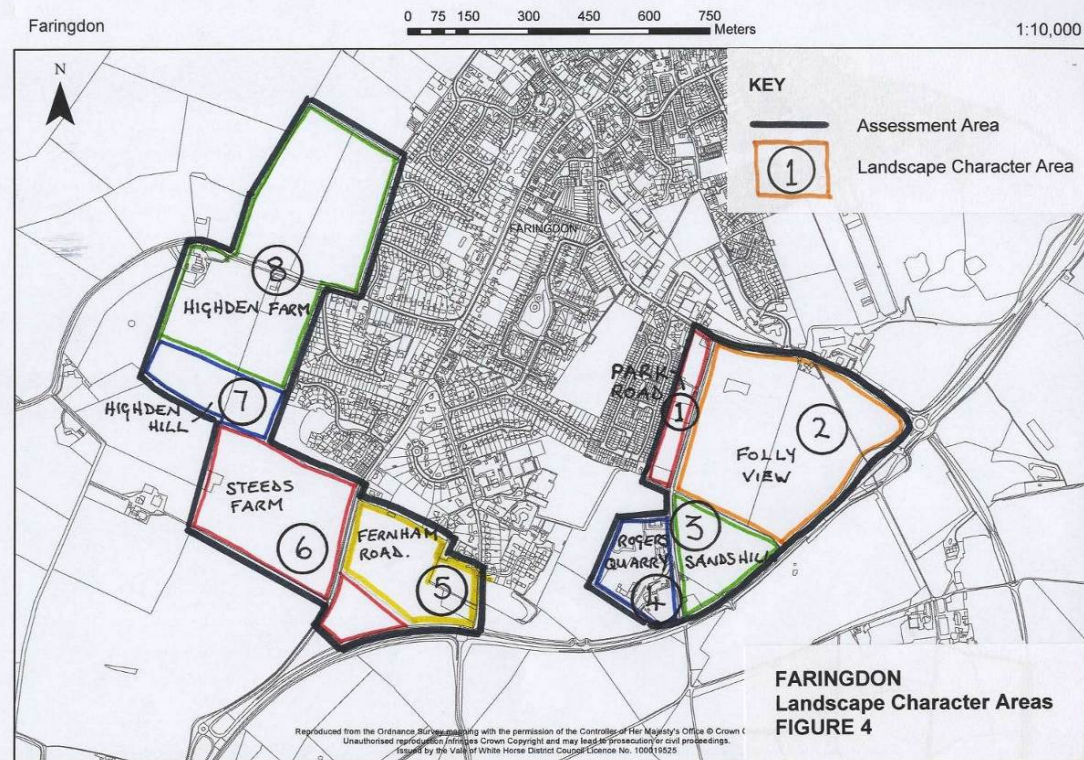 Faringdon
0 75 150 300 450 600 750
Meters
1:10,000
N
KEY
Assessment Area
1
Landscape Character Area
FARINGDON
8
HIGHDEN FARM
7
HIGHDEN
HILL
PARK
ROAD
1
2
FOLLY
VIEW
STEEDS
FARM
6
FERNHAM
ROAD.
5
3
ROGERS
QUARRY
SANDSHILL
4
FARINGDON
Landscape Character Areas
FIGURE 4
Reproduced from the Ordnance Survey mapping with the permission of the Controller of Her Majesty's Office © Crown C
Unauthorised reproduction infringes Crown Copyright and may lead to prosecution or civil proceedings.
Issued by the Vale of White Horse District Council Licence No. 100019525